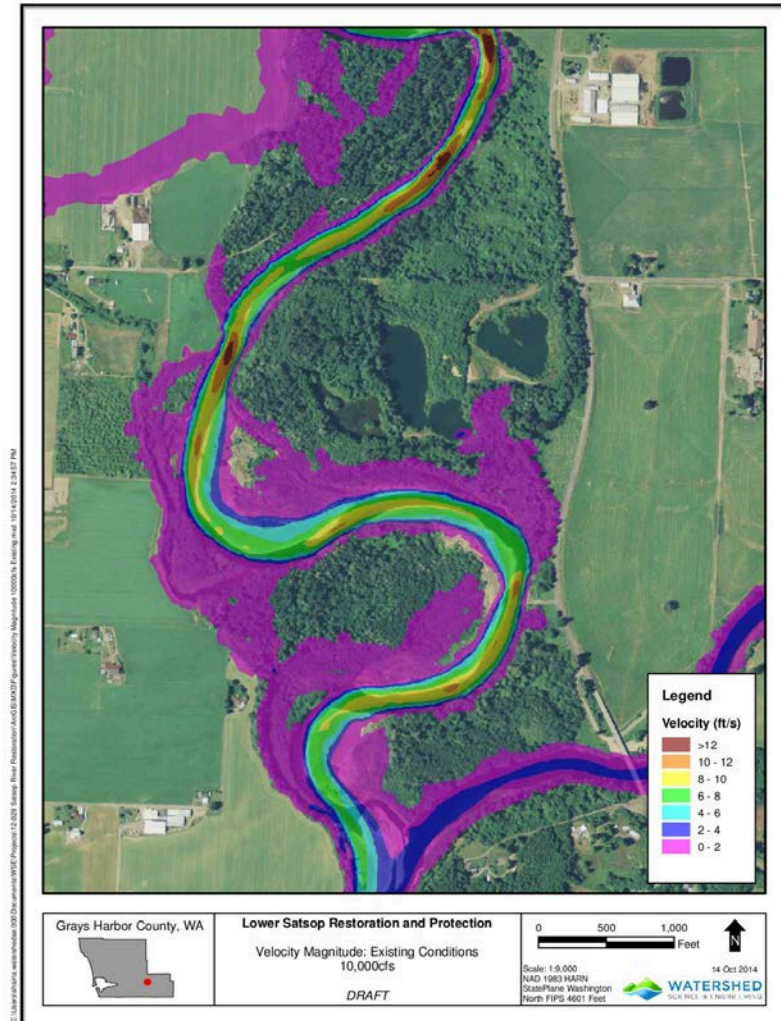 Legend
Velocity (ft/s)
>12
10 - 12
8 - 10
6 - 8
4 - 6
2 - 4
0 - 2
Grays Harbor County, WA
Lower Satsop Restoration and Protection
Velocity Magnitude: Existing Conditions
10,000cfs
DRAFT
0 500 1,000
Feet
N
Scale: 1:9,000
NAD 1983 HARN
StatePlane Washington
North FIPS 4601 Feet
14 Oct 2014
WATERSHED
SCIENCE & ENGINEERING